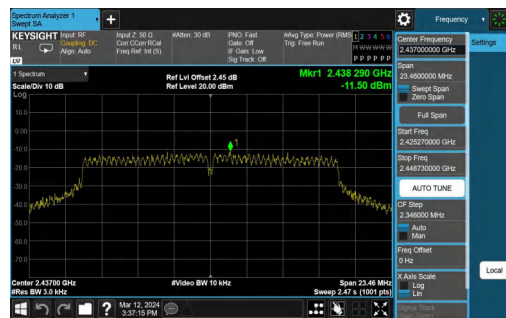 Spectrum Analyzer 1
Swept SA
Frequency
KEYSIGHT
RL
Input: RF
Coupling: DC
Align: Auto
Input Z: 50 Ω
Corr CCorr RCal
Freq Ref: Int (S)
#Atten: 30 dB
PNO: Fast
Gate: Off
IF Gain: Low
Sig Track: Off
#Avg Type: Power (RMS
Trig: Free Run
1 2 3 4 5 6
M W W W W W
P P P P P P
LV
1 Spectrum
Scale/Div 10 dB
Log
Ref Lvl Offset 2.45 dB
Ref Level 20.00 dBm
Mkr1 2.438 290 GHz
-11.50 dBm
10.0
0.00
-10.0
-20.0
-30.0
-40.0
-50.0
-60.0
-70.0
1
Center 2.43700 GHz
#Res BW 3.0 kHz
#Video BW 10 kHz
Span 23.46 MHz
Sweep 2.47 s (1001 pts)
Mar 12, 2024
3:37:15 PM
Center Frequency
2.437000000 GHz
Settings
Span
23.4600000 MHz
Swept Span
Zero Span
Full Span
Start Freq
2.425270000 GHz
Stop Freq
2.448730000 GHz
AUTO TUNE
CF Step
2.346000 MHz
Auto
Man
Freq Offset
0 Hz
X Axis Scale
Log
Lin
Local
Signal Track